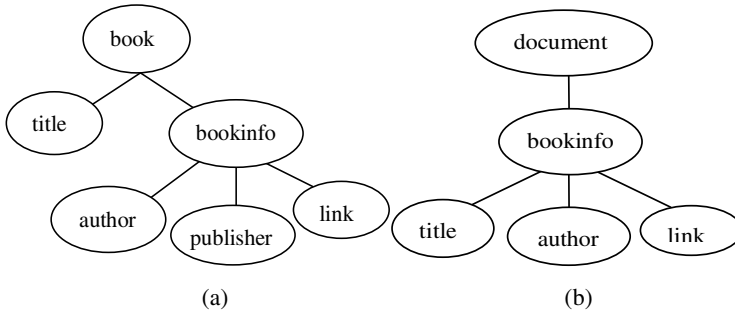 book
document
title
bookinfo
bookinfo
author
publisher
link
title
author
link
(a)
(b)